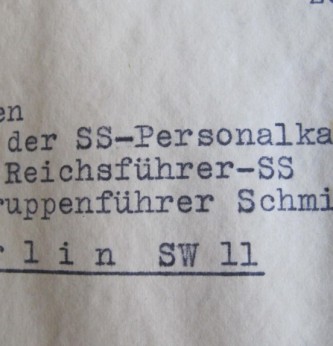 en
der SS-Personalka
Reichsführer-SS
ruppenführer Schmi
r l i n SW 11